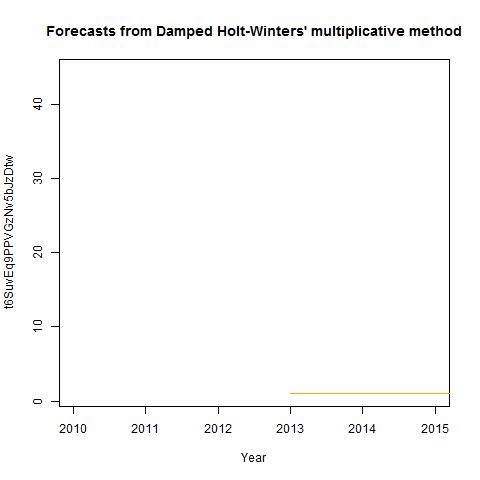 Forecasts from Damped Holt-Winters' multiplicative method
t6SuvEq9PPVGzNv5bJzDtw
40
30
20
10
0
2010 2011 2012 2013 2014 2015
Year